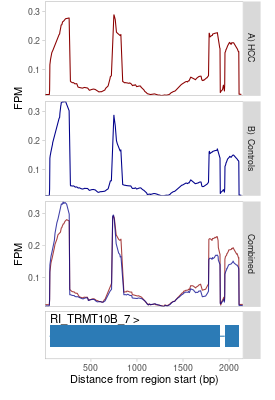 0.3
0.2
0.1
FPM
A) HCC
0.3
0.2
0.1
B) Controls
0.3
0.2
0.1
FPM
Combined
RI_TRMT10B_7 >
500 1000 1500 2000
Distance from region start (bp)